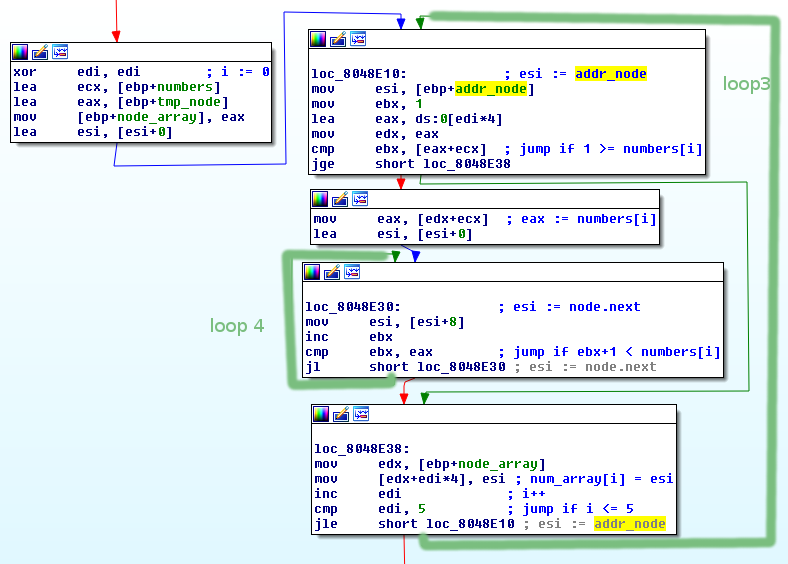 xor edi, edi ; i := 0
lea ecx, [ebp+numbers]
lea eax, [ebp+tmp_node]
mov [ebp+node_array], eax
lea esi, [esi+0]
loc_8048E10: ; esi := addr_node
mov esi, [ebp+addr_node]
mov ebx, 1
lea eax, ds:0[edi*4]
mov edx, eax
cmp ebx, [eax+ecx] ; jump if 1 >= numbers[i]
jge short loc_8048E38
loop3
mov eax, [edx+ecx] ; eax := numbers[i]
lea esi, [esi+0]
loop 4
loc_8048E30: ; esi := node.next
mov esi, [esi+8]
inc ebx
cmp ebx, eax ; jump if ebx+1 < numbers[i]
jl short loc_8048E30 ; esi := node.next
loc_8048E38:
mov edx, [ebp+node_array]
mov [edx+edi*4], esi ; num_array[i] = esi
inc edi ; i++
cmp edi, 5 ; jump if i <= 5
jle short loc_8048E10 ; esi := addr_node